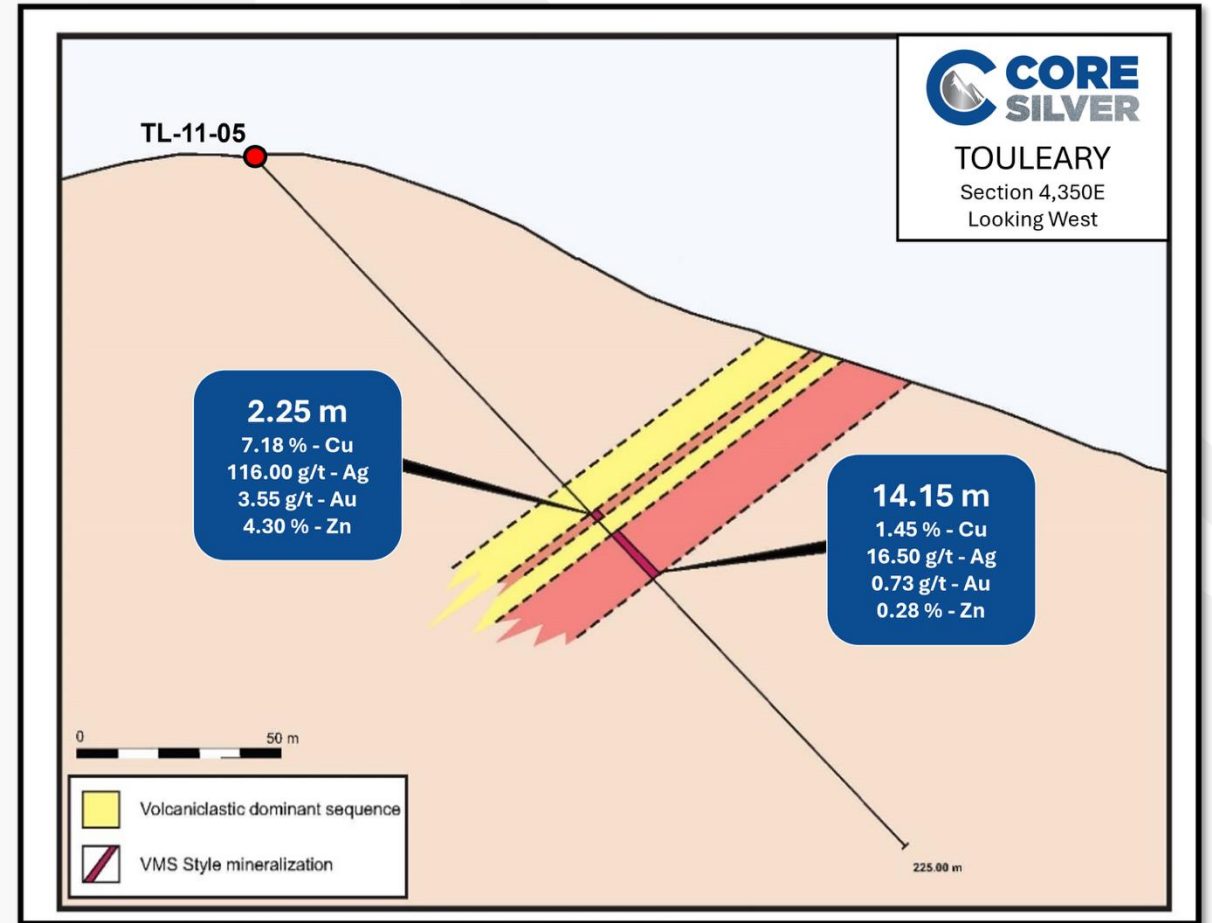 CORE
SILVER
TOULEARY
Section 4,350E
Looking West
TL-11-05
2.25 m
7.18 % - Cu
116.00 g/t - Ag
3.55 g/t - Au
4.30 % - Zn
14.15 m
1.45 % - Cu
16.50 g/t - Ag
0.73 g/t - Au
0.28 % - Zn
0 50 m
Volcaniclastic dominant sequence
VMS Style mineralization
225.00 m